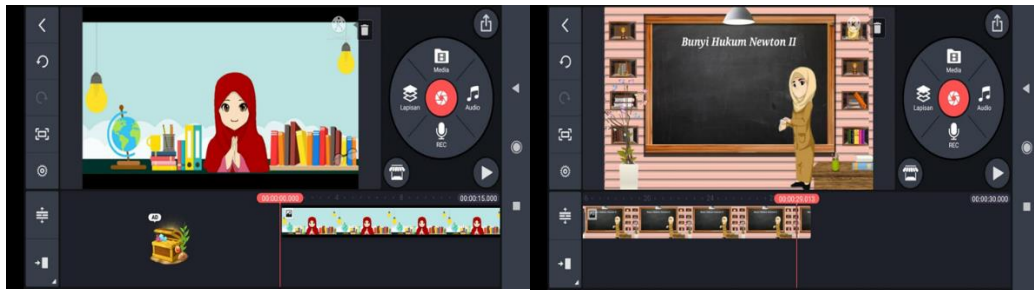 Media
Lapisan
Audio
REC
00:00:00.000
00:00:15.000
AD
Bunyi Hukum Newton II
Media
Lapisan
Audio
REC
00:00:29.013
00:00:30.000